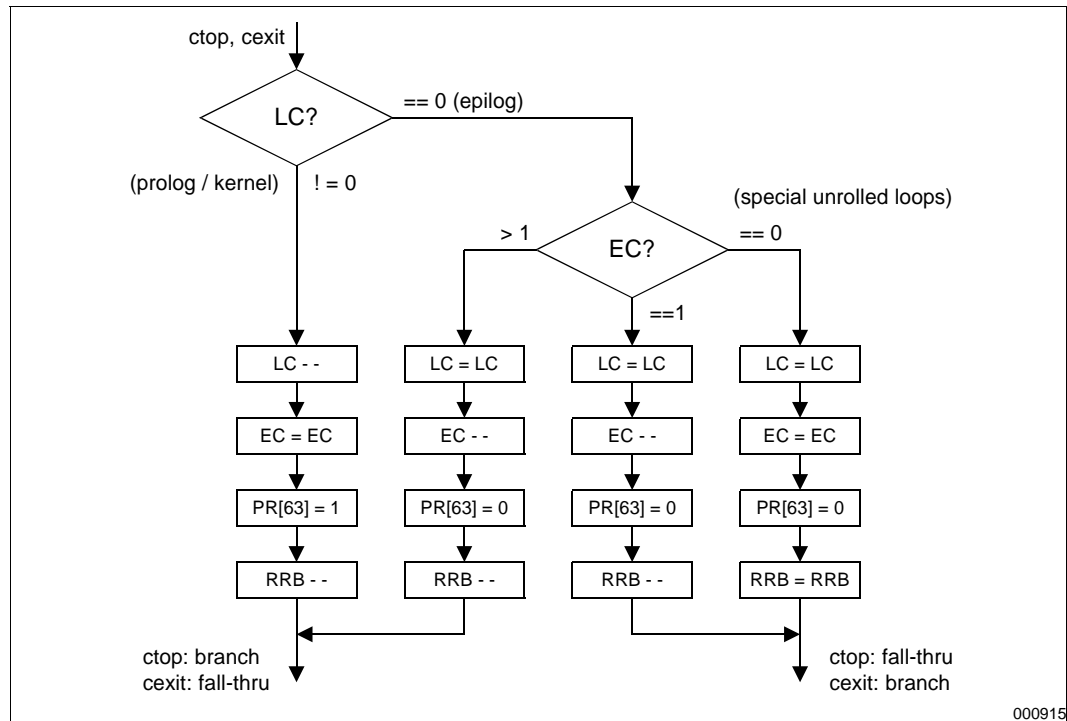 ctop, cexit
LC?
== 0 (epilog)
(prolog / kernel)
! = 0
(special unrolled loops)
> 1
EC?
== 0
==1
LC - -
LC = LC
LC = LC
LC = LC
EC = EC
EC - -
EC - -
EC = EC
PR[63] = 1
PR[63] = 0
PR[63] = 0
PR[63] = 0
RRB - -
RRB - -
RRB - -
RRB = RRB
ctop: branch
cexit: fall-thru
ctop: fall-thru
cexit: branch
000915